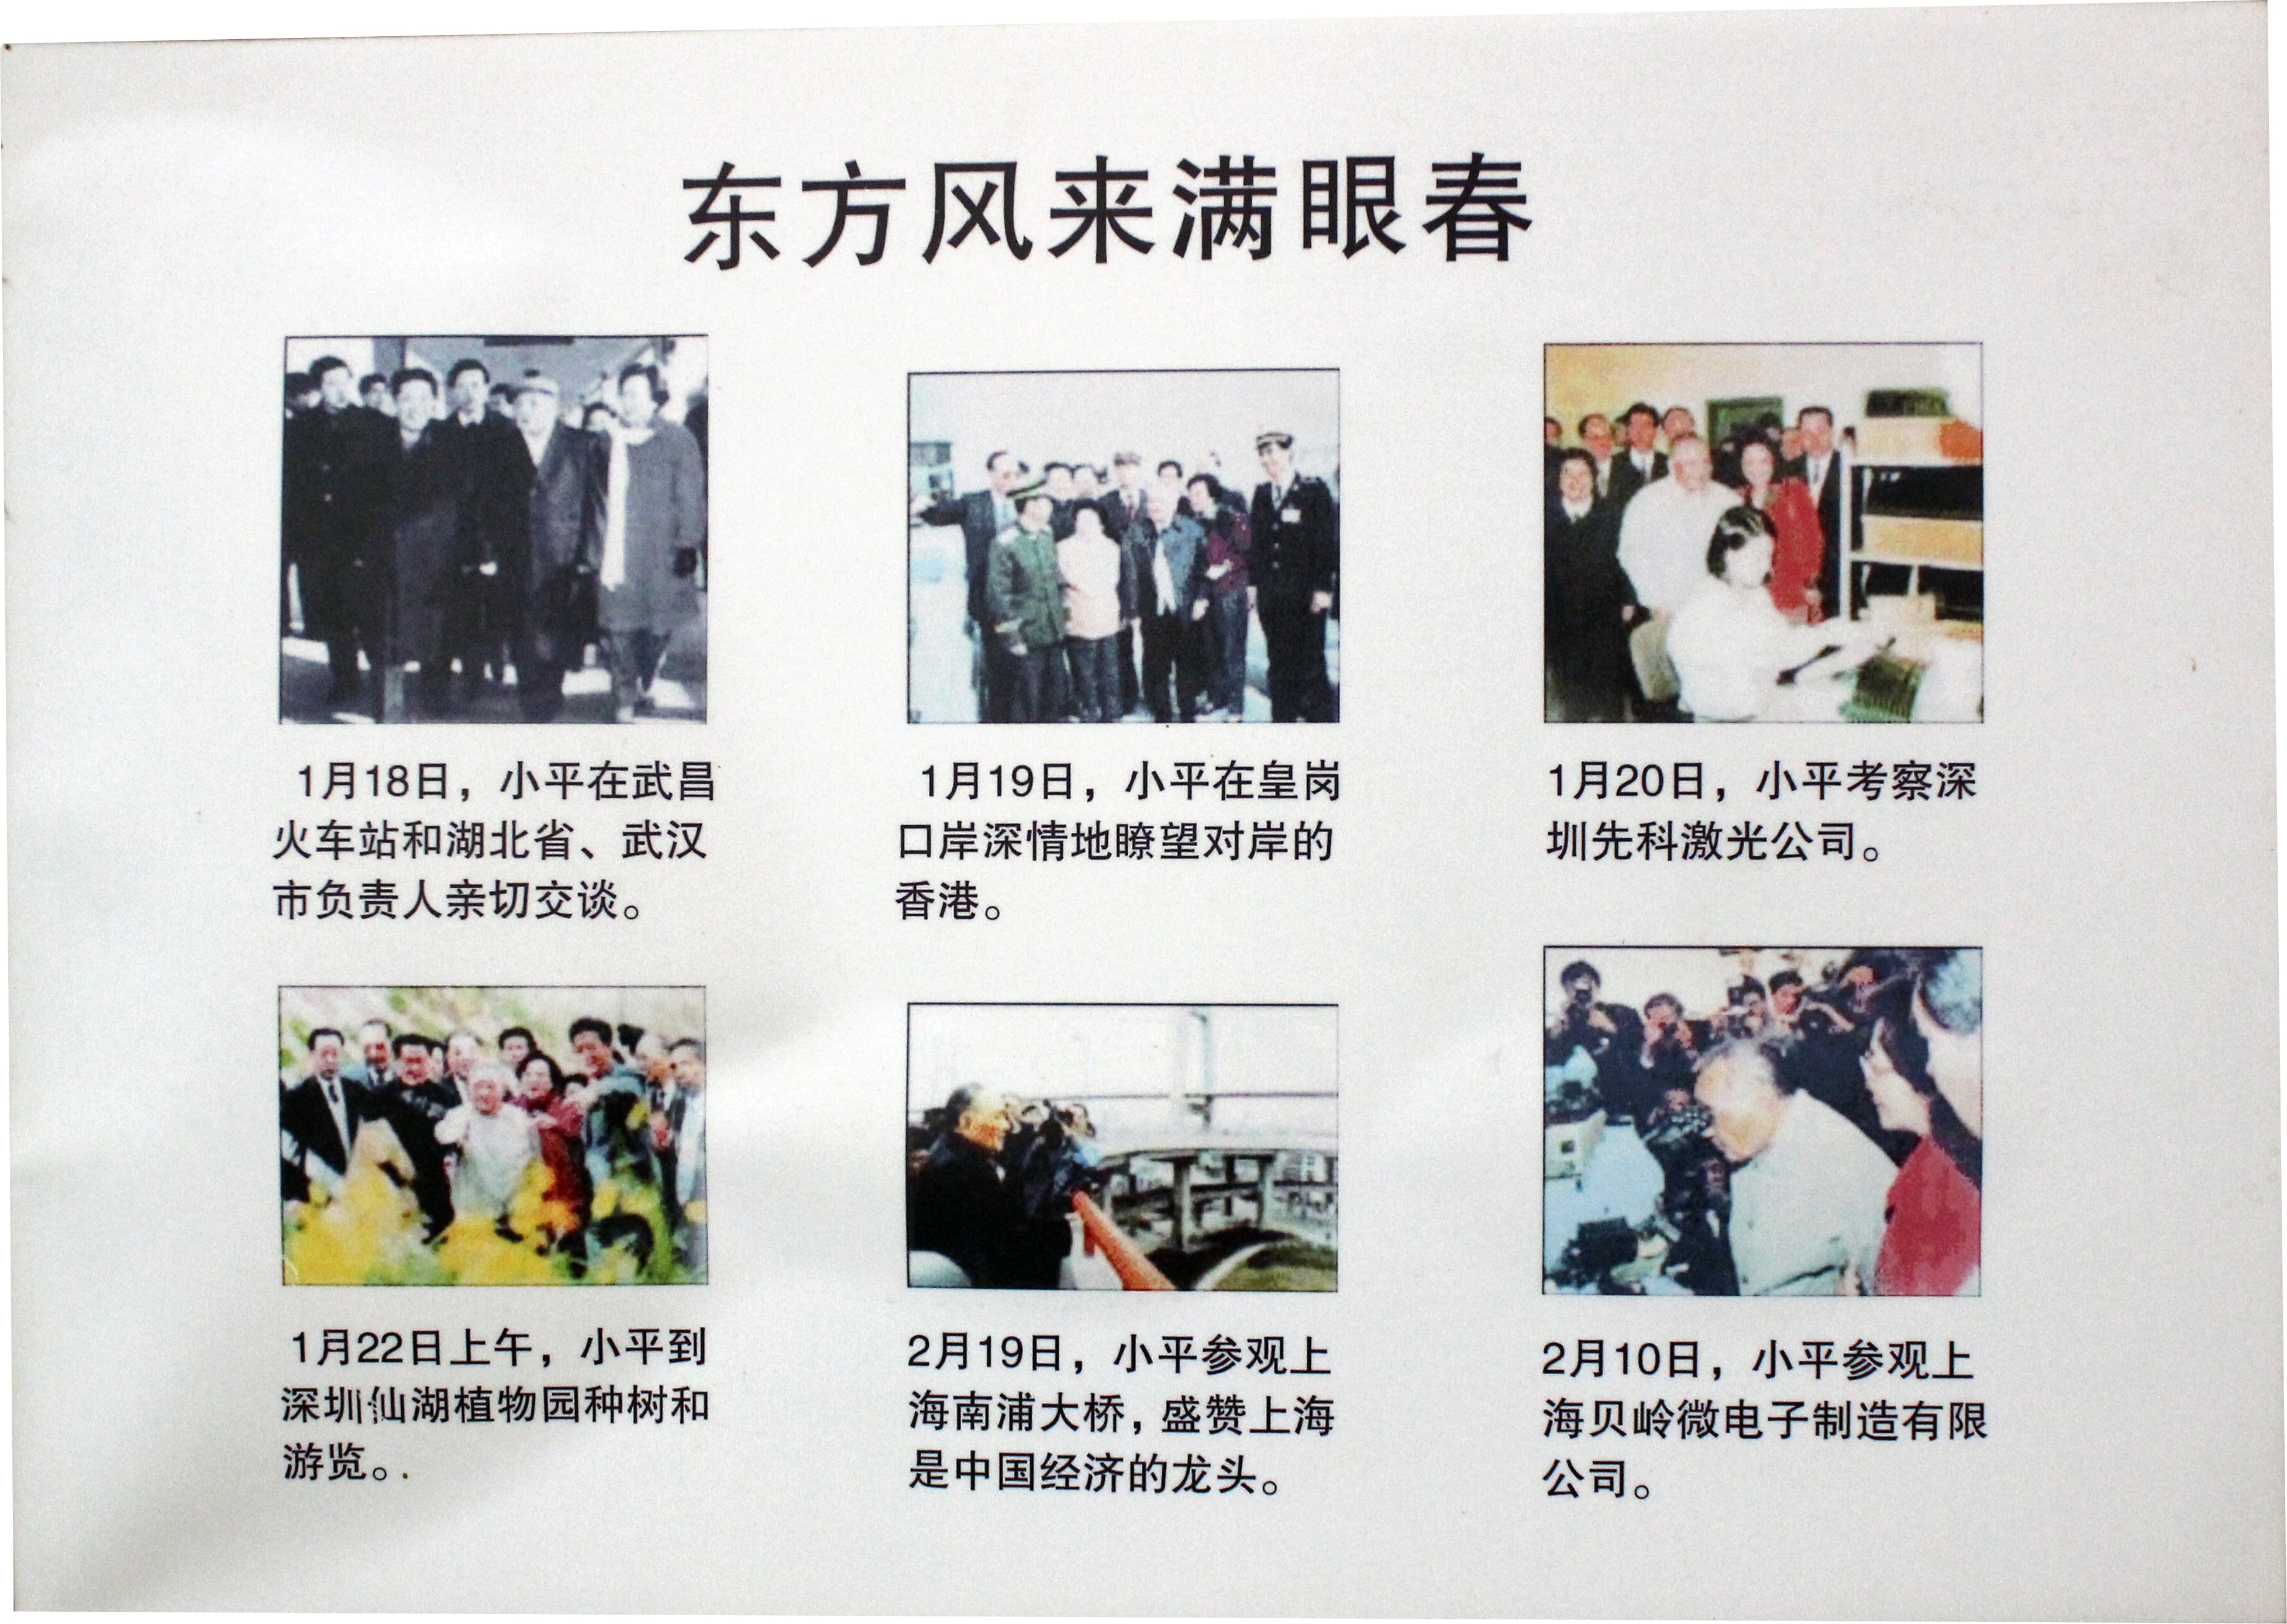 东方风来满眼春
1月18日，小平在武昌
火车站和湖北省、武汉
市负责人亲切交谈。
1月19日，小平在皇岗
口岸深情地瞭望对岸的
香港。
1月20日，小平考察深
圳先科激光公司。
1月22日上午，小平到
深圳仙湖植物园种树和
游览。.
2月19日，小平参观上
海南浦大桥，盛赞上海
是中国经济的龙头。
2月10日，小平参观上
海贝岭微电子制造有限
公司。